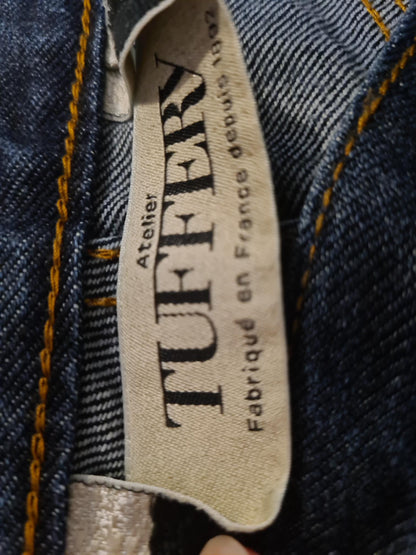 Atelier
TUFFERY
Fabriqué en France depuis 1892